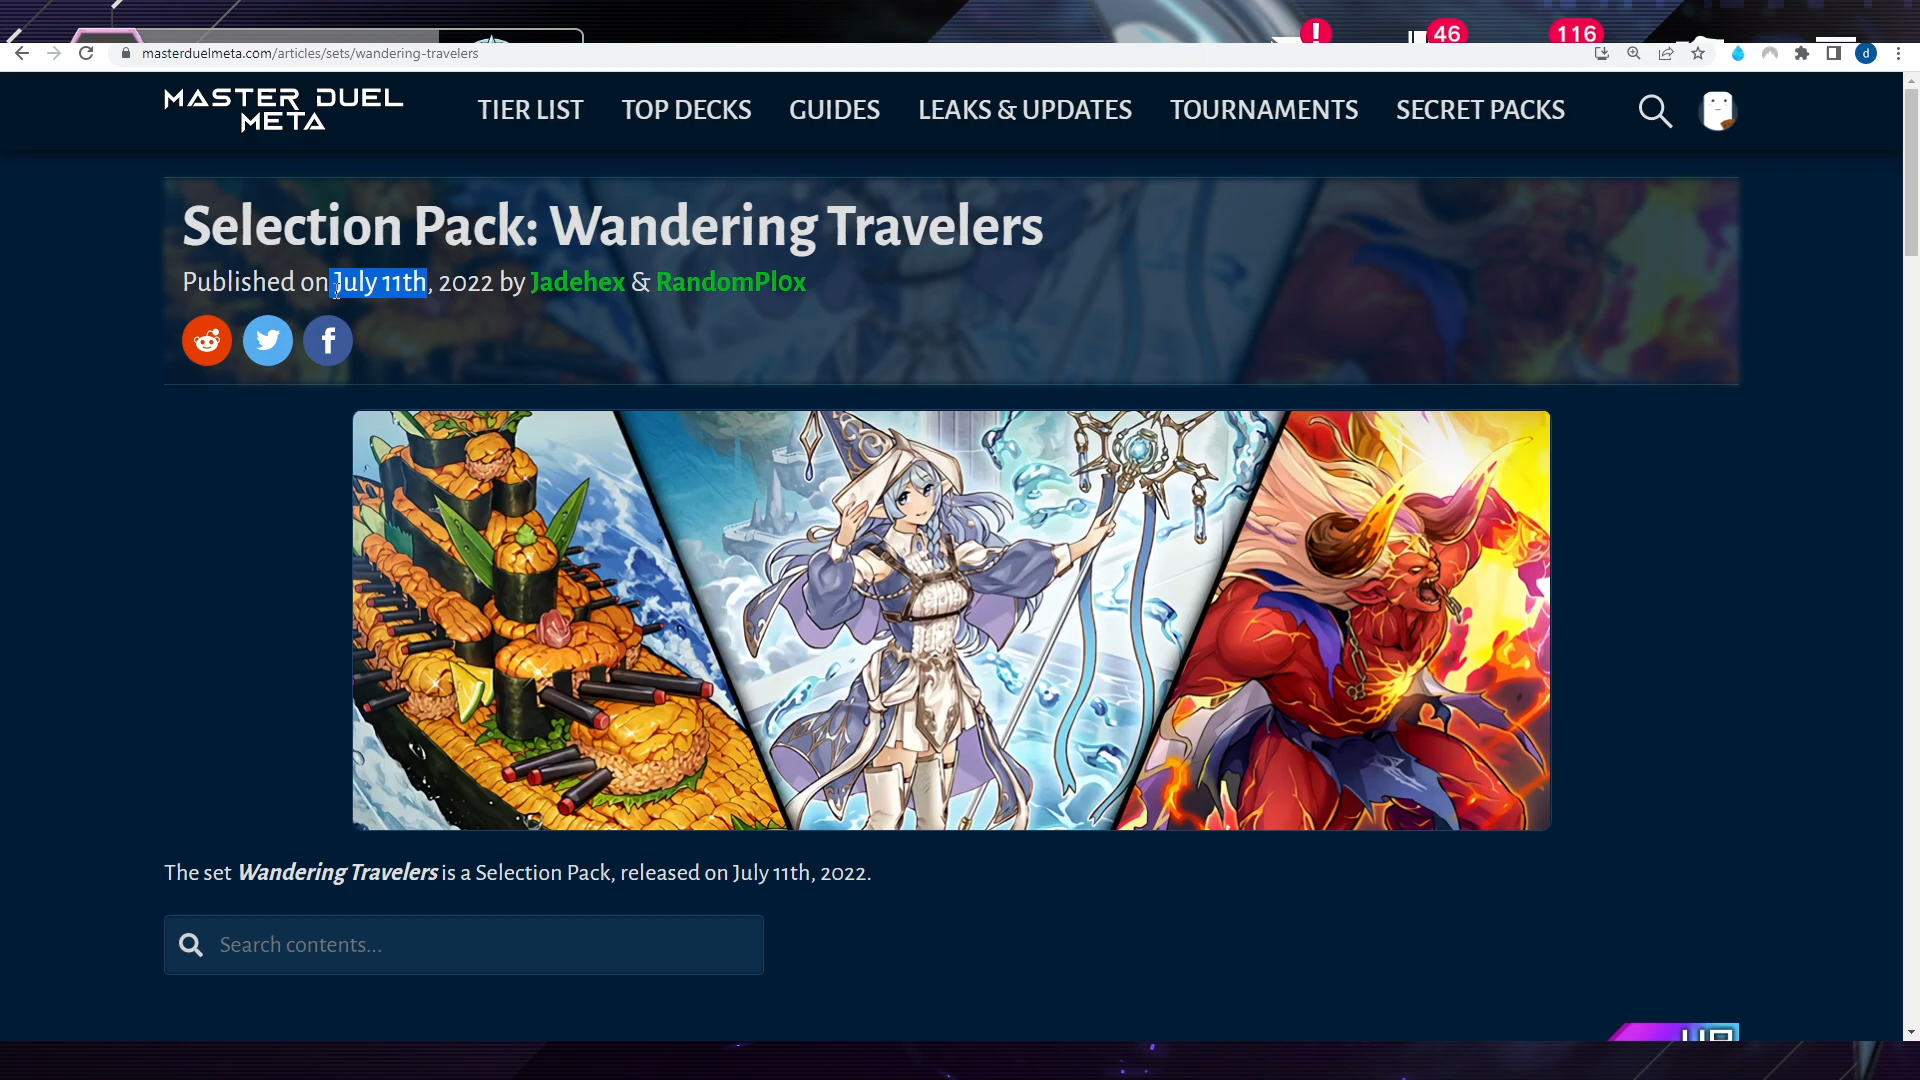 !
46
116
masterduelmeta.com/articles/sets/wandering-travelers
d
MASTER DUEL
META
TIER LIST
TOP DECKS
GUIDES
LEAKS & UPDATES
TOURNAMENTS
SECRET PACKS
Selection Pack: Wandering Travelers
Published on July 11th, 2022 by Jadehex & RandomPl0x
The set Wandering Travelers is a Selection Pack, released on July 11th, 2022.
Search contents...